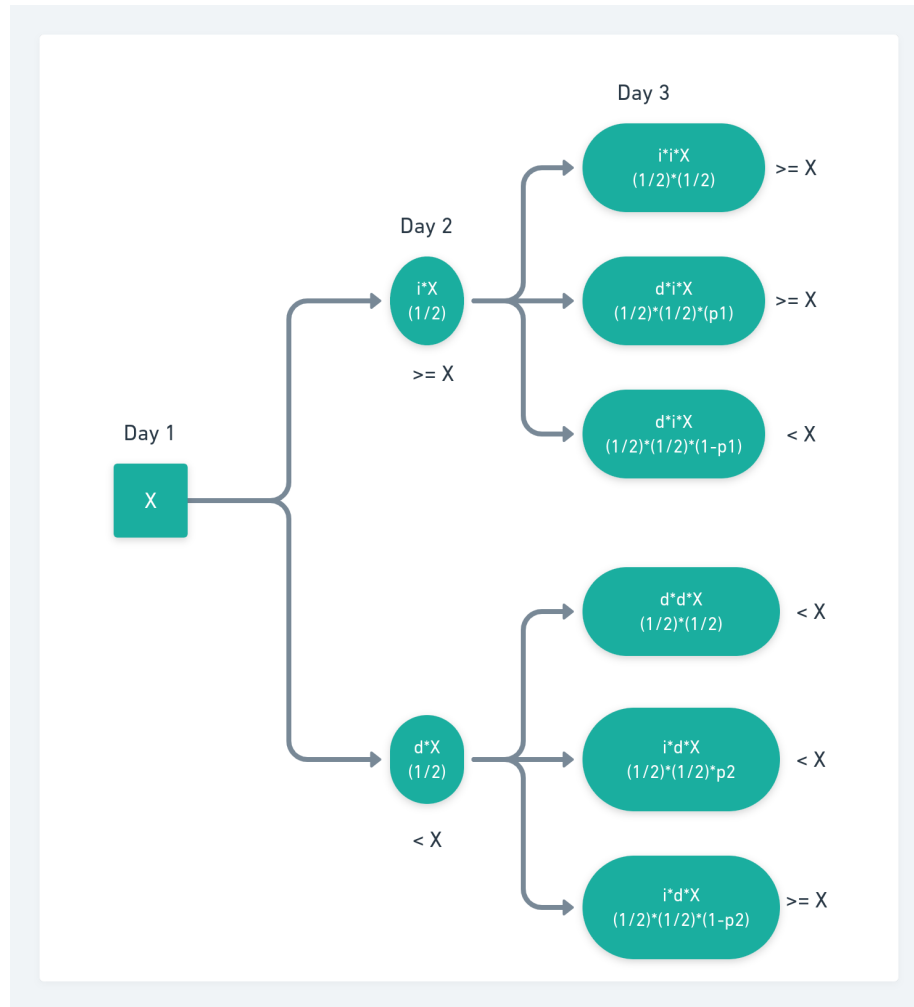 Day 3
i*i*X
(1/2)*(1/2)
>= X
Day 2
i*X
(1/2)
>= X
d*i*X
(1/2)*(1/2)*(p1)
>= X
d*i*X
(1/2)*(1/2)*(1-p1)
< X
Day 1
X
d*d*X
(1/2)*(1/2)
< X
d*X
(1/2)
< X
i*d*X
(1/2)*(1/2)*p2
< X
i*d*X
(1/2)*(1/2)*(1-p2)
>= X